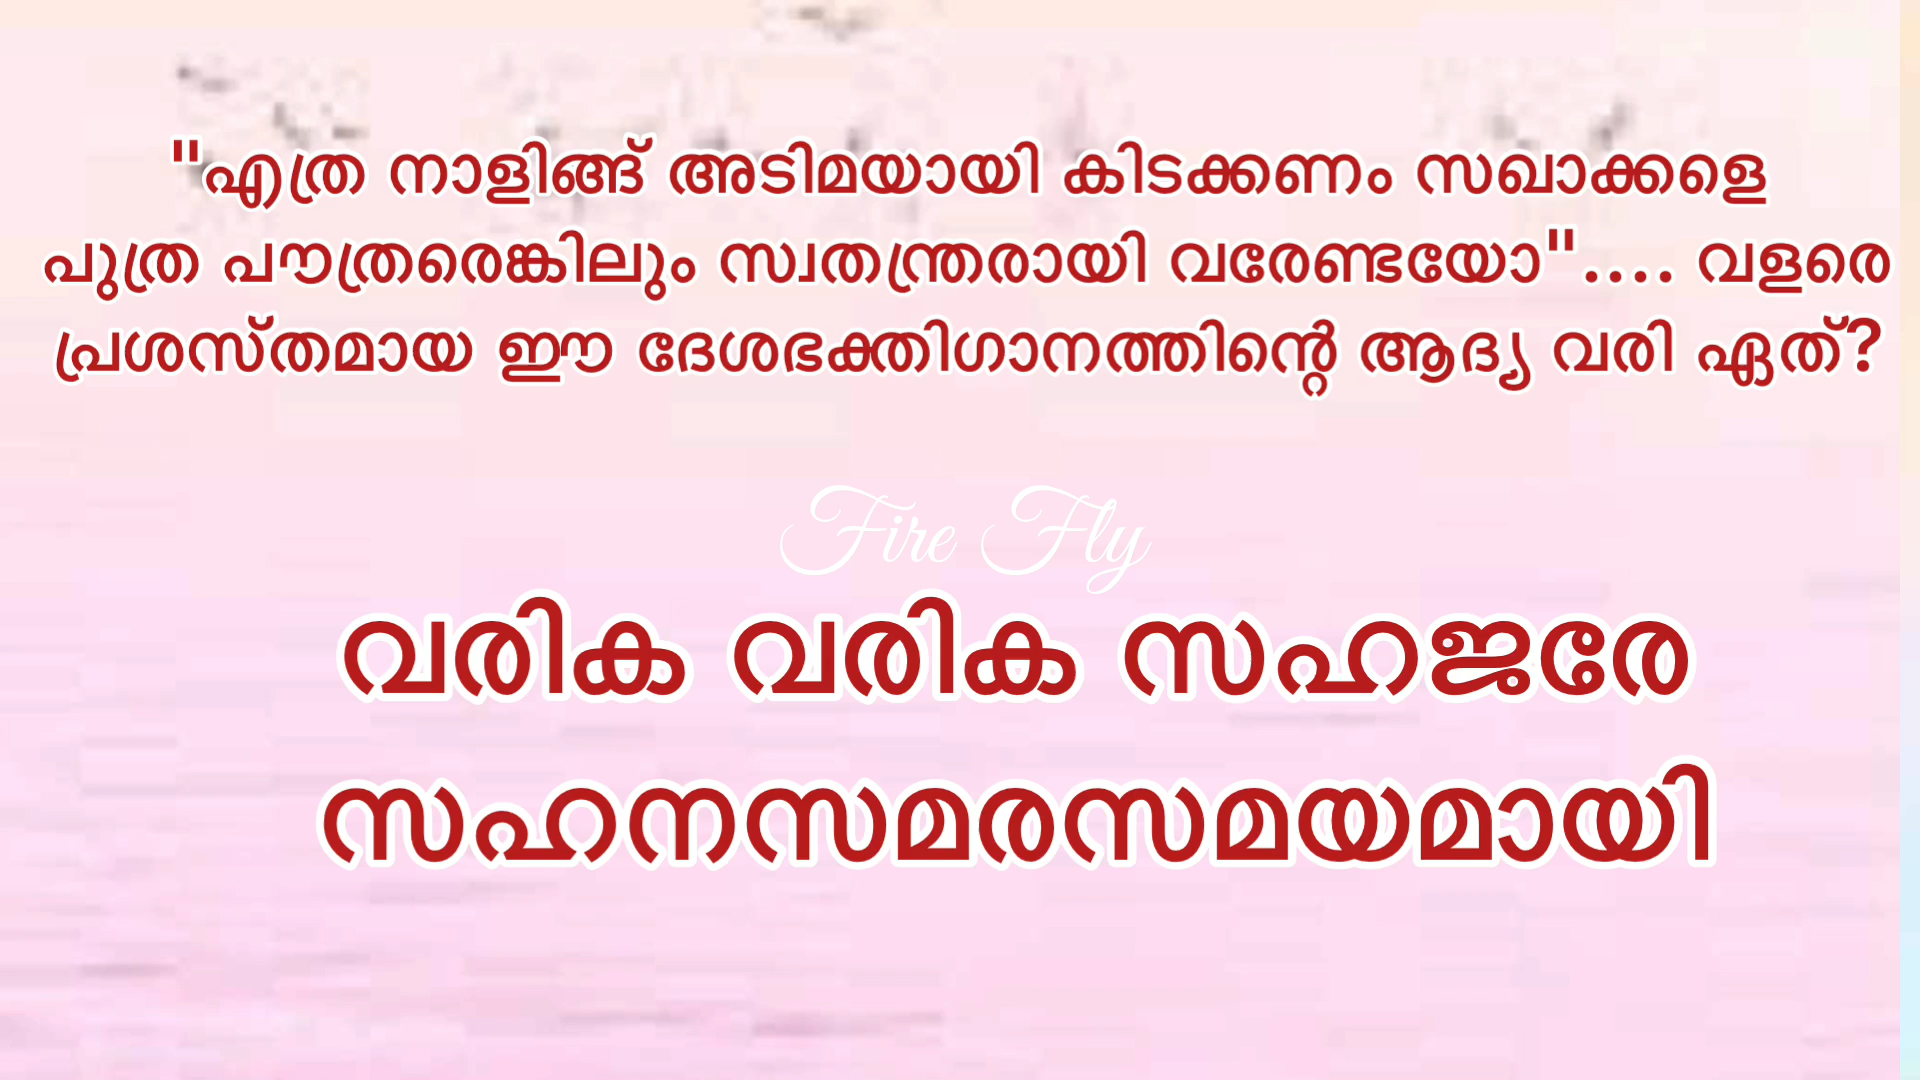 "എത്ര നാളിങ്ങ് അടിമയായി കിടക്കണം സഖാക്കളെ
പുത്ര പൗത്രരെങ്കിലും സ്വതന്ത്രരായി വരേണ്ടയോ".... വളരെ
പ്രശസ്തമായ ഈ ദേശഭക്തിഗാനത്തിന്റെ ആദ്യ വരി ഏത്?
Fire Fly
വരിക വരിക സഹജരേ
സഹനസമരസമയമായി